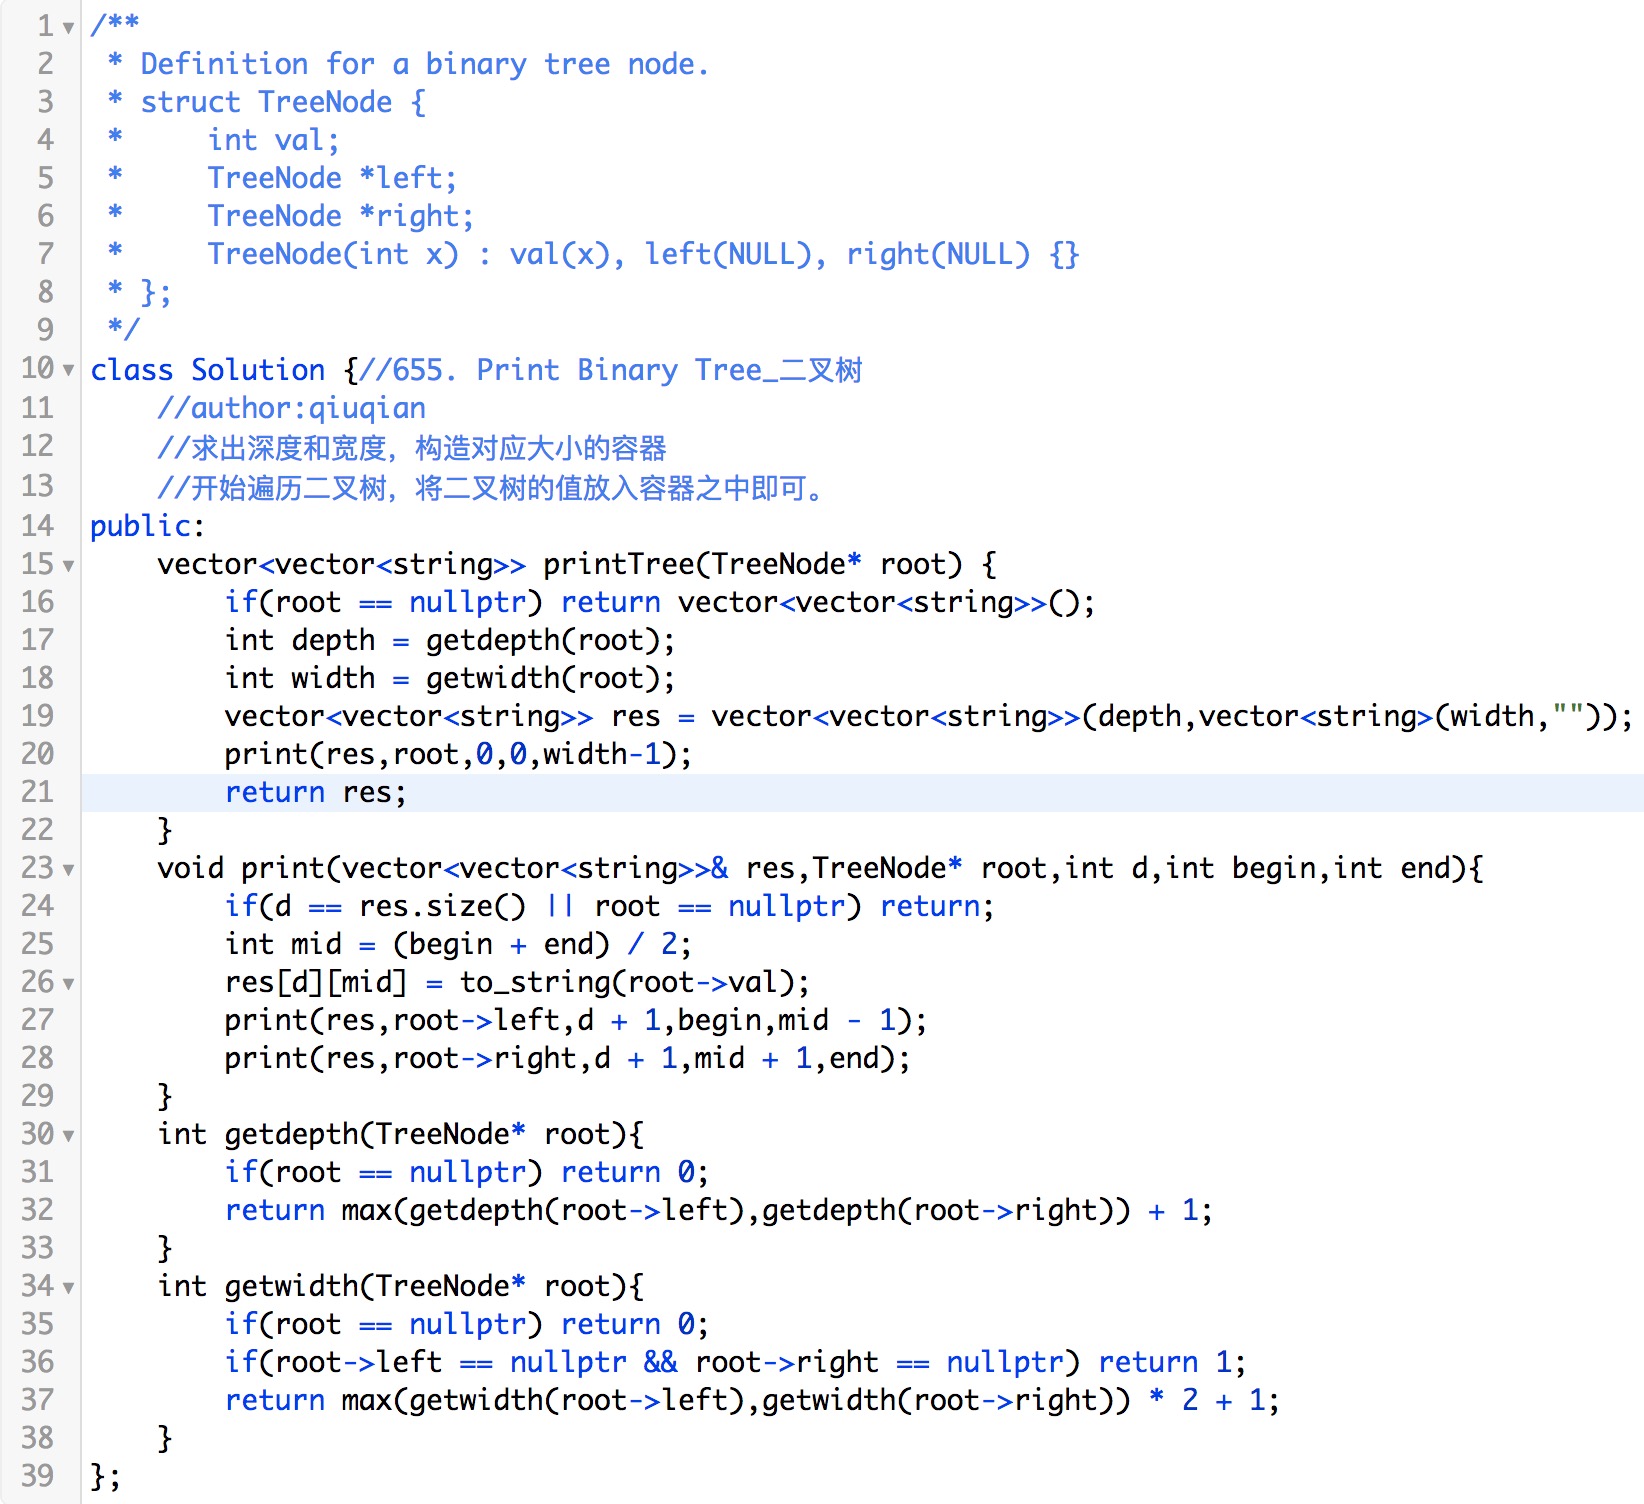 1 /**
2  * Definition for a binary tree node.
3  * struct TreeNode {
4  *     int val;
5  *     TreeNode *left;
6  *     TreeNode *right;
7  *     TreeNode(int x) : val(x), left(NULL), right(NULL) {}
8  * };
9  */
10 class Solution {//655. Print Binary Tree_二叉树
11     //author:qiuqian
12     //求出深度和宽度，构造对应大小的容器
13     //开始遍历二叉树，将二叉树的值放入容器之中即可。
14 public:
15     vector<vector<string>> printTree(TreeNode* root) {
16         if(root == nullptr) return vector<vector<string>>();
17         int depth = getdepth(root);
18         int width = getwidth(root);
19         vector<vector<string>> res = vector<vector<string>>(depth,vector<string>(width,""));
20         print(res,root,0,0,width-1);
21         return res;
22     }
23     void print(vector<vector<string>>& res,TreeNode* root,int d,int begin,int end){
24         if(d == res.size() || root == nullptr) return;
25         int mid = (begin + end) / 2;
26         res[d][mid] = to_string(root->val);
27         print(res,root->left,d + 1,begin,mid - 1);
28         print(res,root->right,d + 1,mid + 1,end);
29     }
30     int getdepth(TreeNode* root){
31         if(root == nullptr) return 0;
32         return max(getdepth(root->left),getdepth(root->right)) + 1;
33     }
34     int getwidth(TreeNode* root){
35         if(root == nullptr) return 0;
36         if(root->left == nullptr && root->right == nullptr) return 1;
37         return max(getwidth(root->left),getwidth(root->right)) * 2 + 1;
38     }
39 };